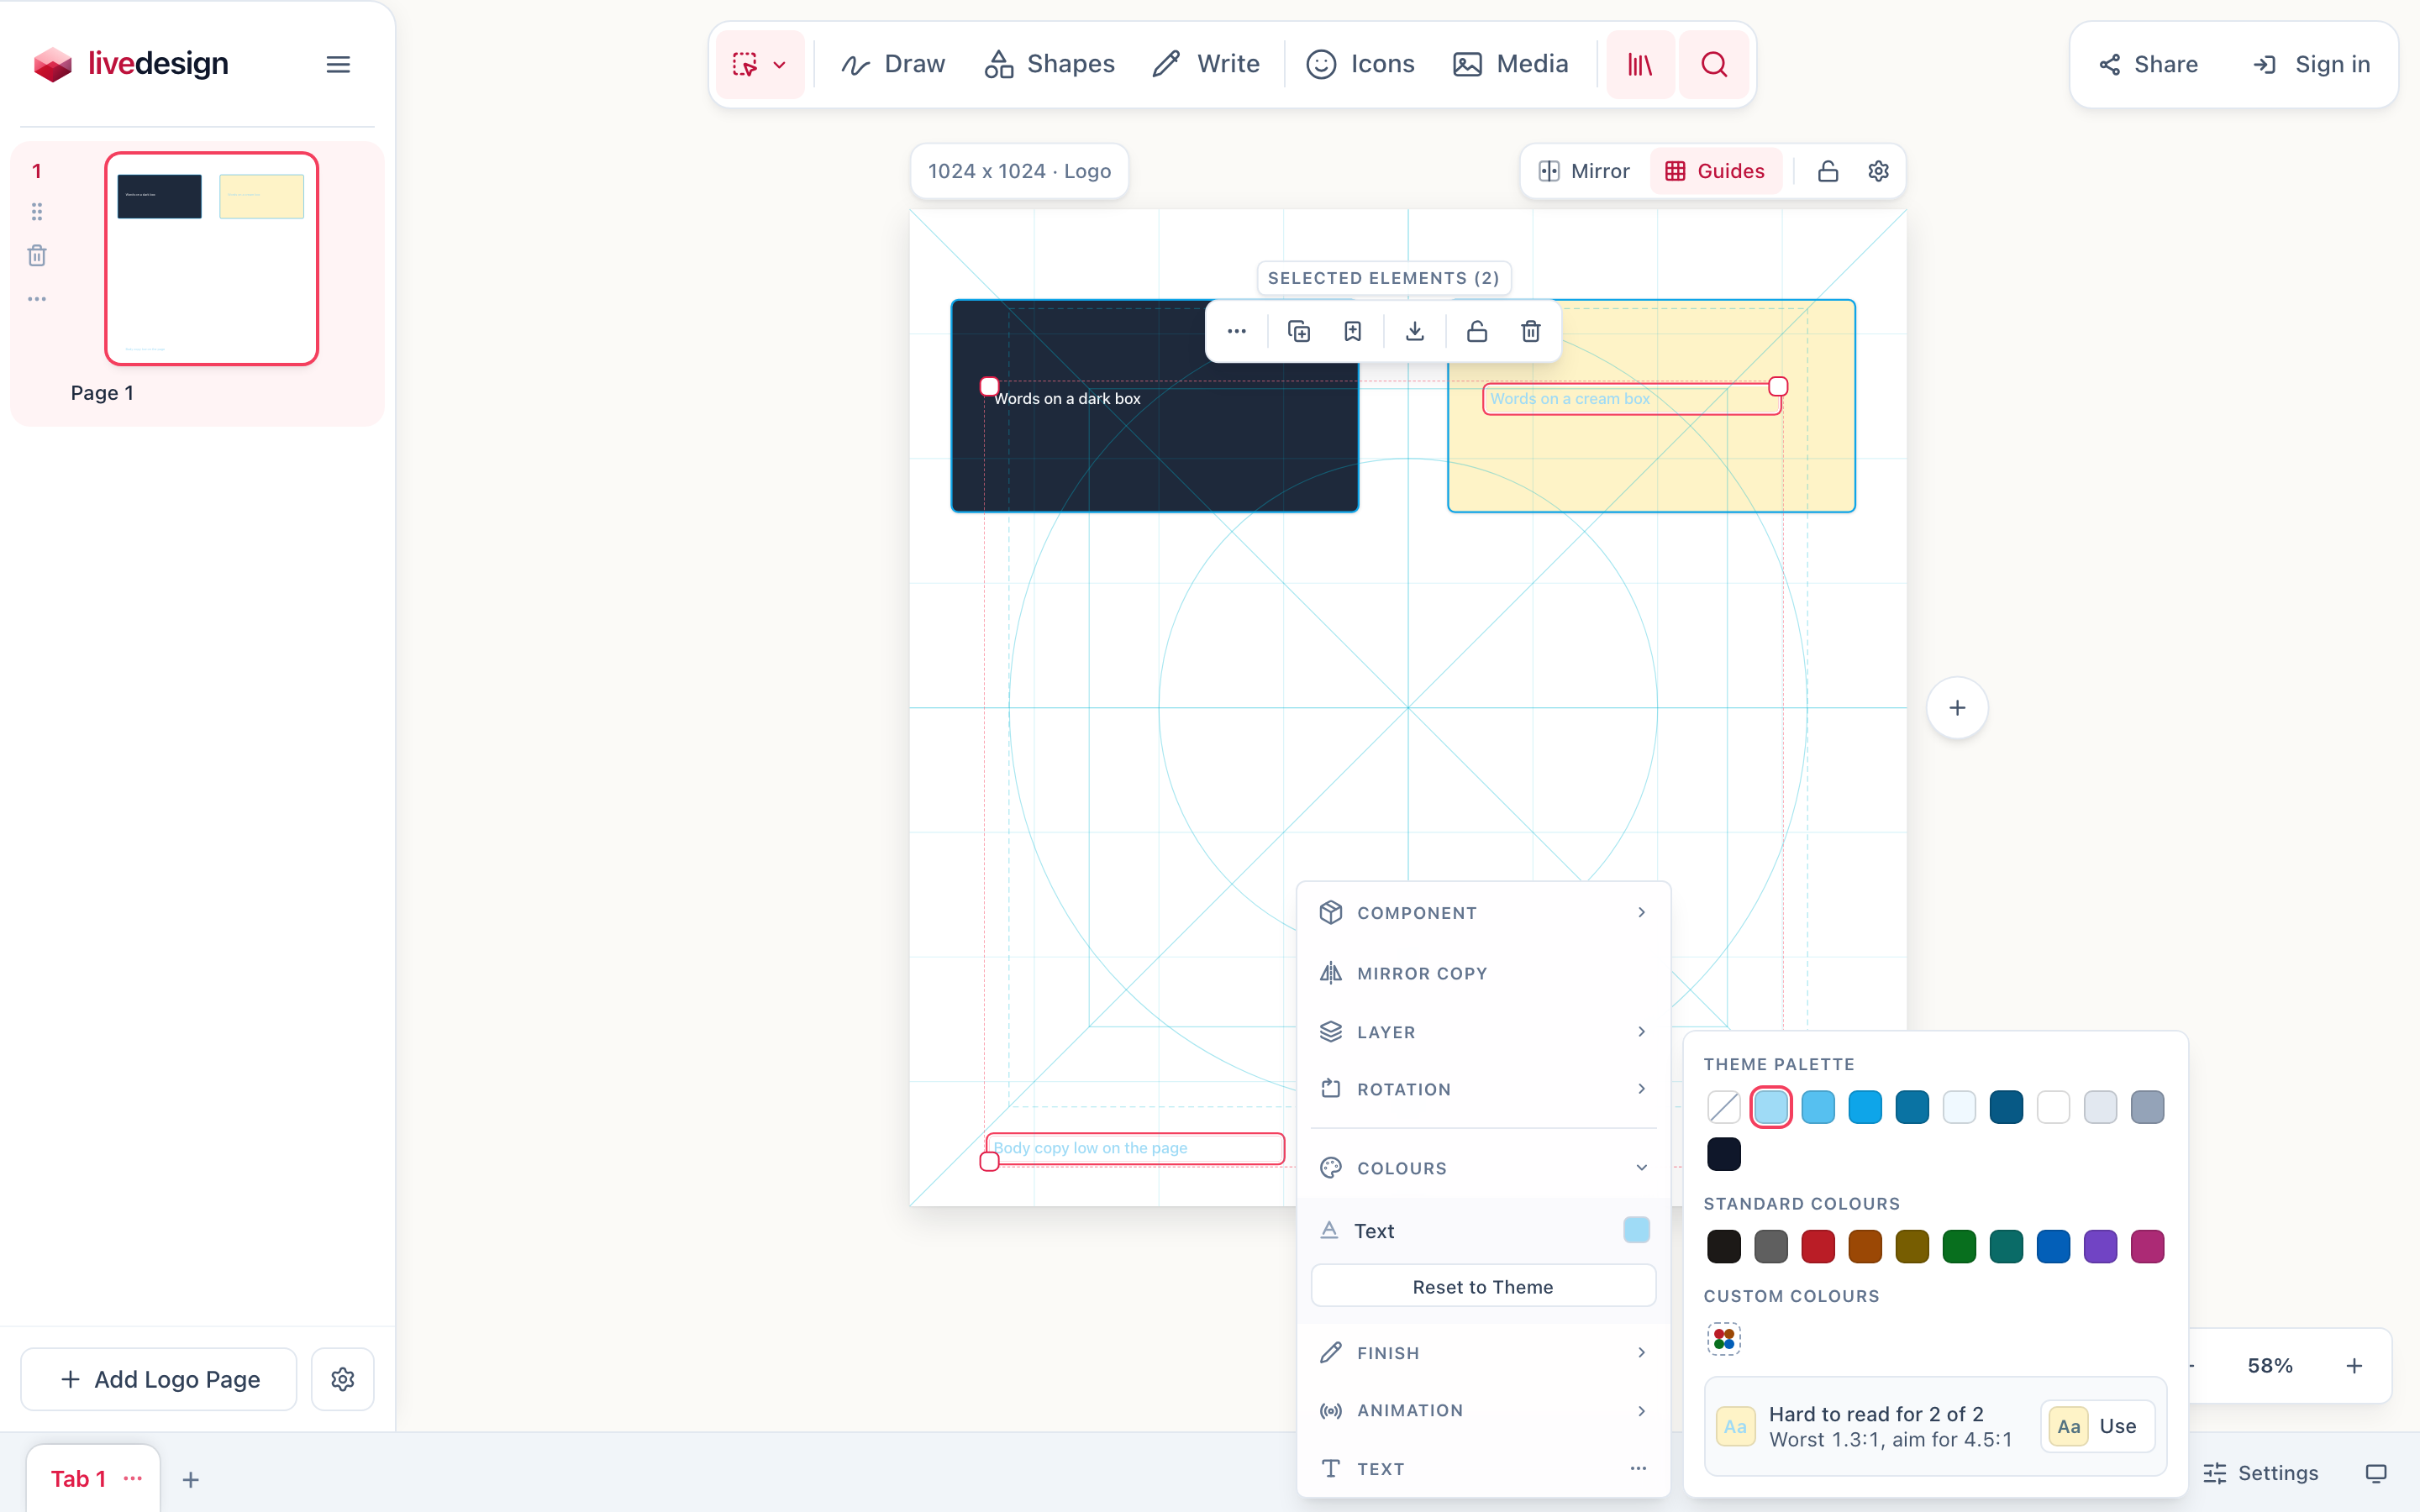 livedesign
Draw
Shapes
Write
Icons
Media
Share
Sign in
1
Page 1
1024 x 1024 · Logo
Mirror
Guides
SELECTED ELEMENTS (2)
Words on a dark box
Words on a cream box
Body copy low on the page
COMPONENT
MIRROR COPY
LAYER
ROTATION
COLOURS
Text
Reset to Theme
FINISH
ANIMATION
TEXT
THEME PALETTE
STANDARD COLOURS
CUSTOM COLOURS
Aa
Hard to read for 2 of 2
Worst 1.3:1, aim for 4.5:1
Aa Use
58%
Add Logo Page
Tab 1
Settings